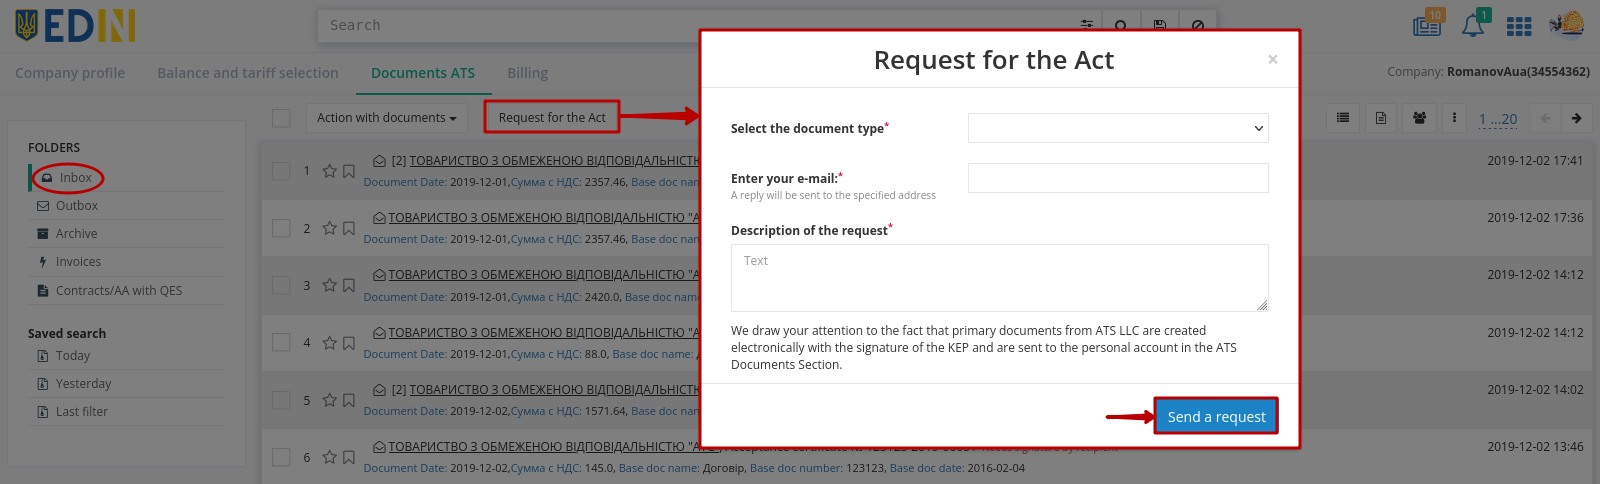 EDIN
Search
10
1
Company profile
Balance and tariff selection
Documents ATS
Billing
Company: RomanovAua(34554362)
Action with documents
Request for the Act
1 ...20
FOLDERS
Inbox
Outbox
Archive
Invoices
Contracts/AA with QES
Saved search
Today
Yesterday
Last filter
1 [2] ТОВАРИСТВО З ОБМЕЖЕНОЮ ВІДПОВІДАЛЬНІСТЮ 2019-12-02 17:41
Document Date: 2019-12-01,Сумма с НДС: 2357.46, Base doc nam
2 ТОВАРИСТВО З ОБМЕЖЕНОЮ ВІДПОВІДАЛЬНІСТЮ "А 2019-12-02 17:36
Document Date: 2019-12-01,Сумма с НДС: 2357.46, Base doc nam
3 ТОВАРИСТВО З ОБМЕЖЕНОЮ ВІДПОВІДАЛЬНІСТЮ "А 2019-12-02 14:12
Document Date: 2019-12-01,Сумма с НДС: 2420.0, Base doc name
4 ТОВАРИСТВО З ОБМЕЖЕНОЮ ВІДПОВІДАЛЬНІСТЮ "А 2019-12-02 14:12
Document Date: 2019-12-01,Сумма с НДС: 88.0, Base doc name:
5 [2] ТОВАРИСТВО З ОБМЕЖЕНОЮ ВІДПОВІДАЛЬНІСТЮ 2019-12-02 14:02
Document Date: 2019-12-02,Сумма с НДС: 1571.64, Base doc nam
6 ТОВАРИСТВО З ОБМЕЖЕНОЮ ВІДПОВІДАЛЬНІСТЮ 2019-12-02 13:46
Document Date: 2019-12-02,Сумма с НДС: 145.0, Base doc name: Договір, Base doc number: 123123, Base doc date: 2016-02-04
Request for the Act
×
Select the document type*
Enter your e-mail:*
A reply will be sent to the specified address
Description of the request*
Text
We draw your attention to the fact that primary documents from ATS LLC are created
electronically with the signature of the KEP and are sent to the personal account in the ATS
Documents Section.
Send a request